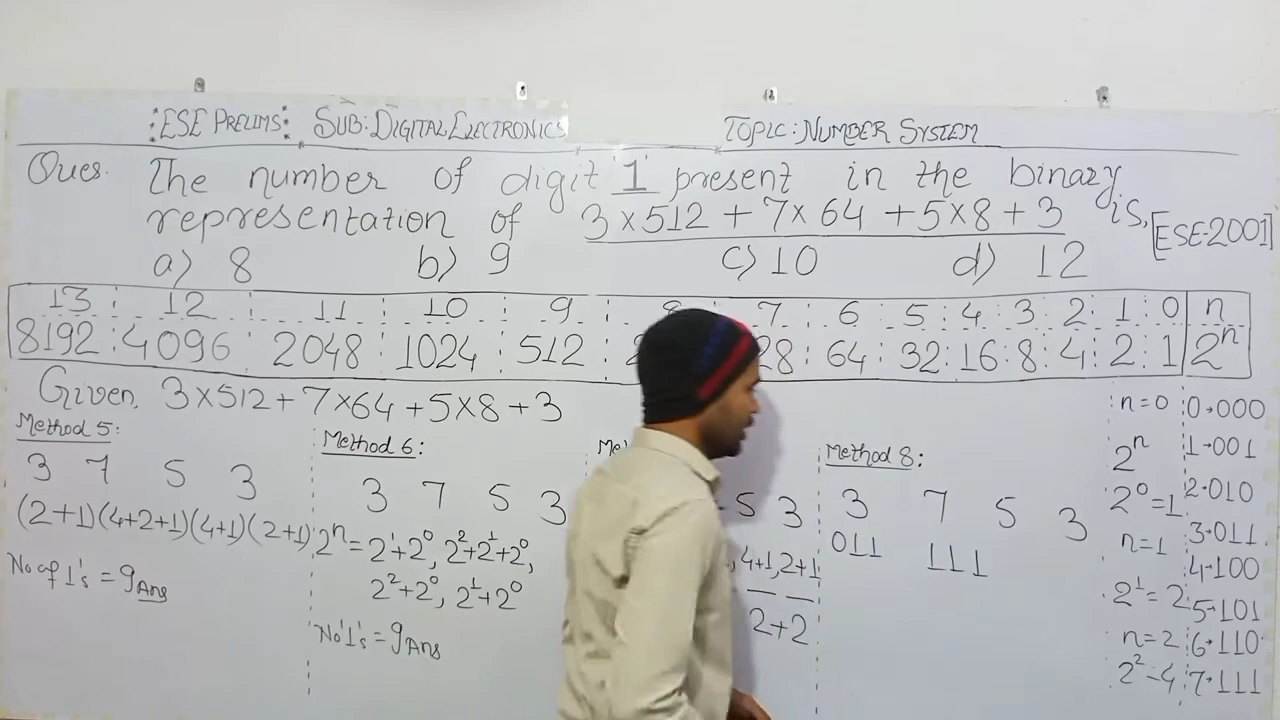 ESE PRELIMS SUB: DIGITAL ELECTRONICS TOPIC: NUMBER SYSTEM
Ques. The number of digit '1' present in the binary
representation of 3×512 + 7×64 + 5×8 + 3 is, [ESE-2001]
a) 8 b) 9 c) 10 d) 12
13 12 11 10 9 7 6 5 4 3 2 1 0 n
8192 4096 2048 1024 512 64 32 16 8 4 2 1 2ⁿ
Given, 3×512 + 7×64 + 5×8 + 3
Method 5:
3 7 5 3
(2+1)(4+2+1)(4+1)(2+1)
No of 1's = 9 Ans
Method 6:
3 7 5 3
2ⁿ = 2¹+2⁰, 2²+2¹+2⁰,
2²+2⁰, 2¹+2⁰
No 1's = 9 Ans
5 3
, 4+1, 2+1
2+2
Method 8:
3 7 5 3
011 111
n=0
2ⁿ
2⁰=1
n=1
2¹=2
n=2
2²-4
0→000
1→001
2→010
3→011
4→100
5→101
6→110
7→111